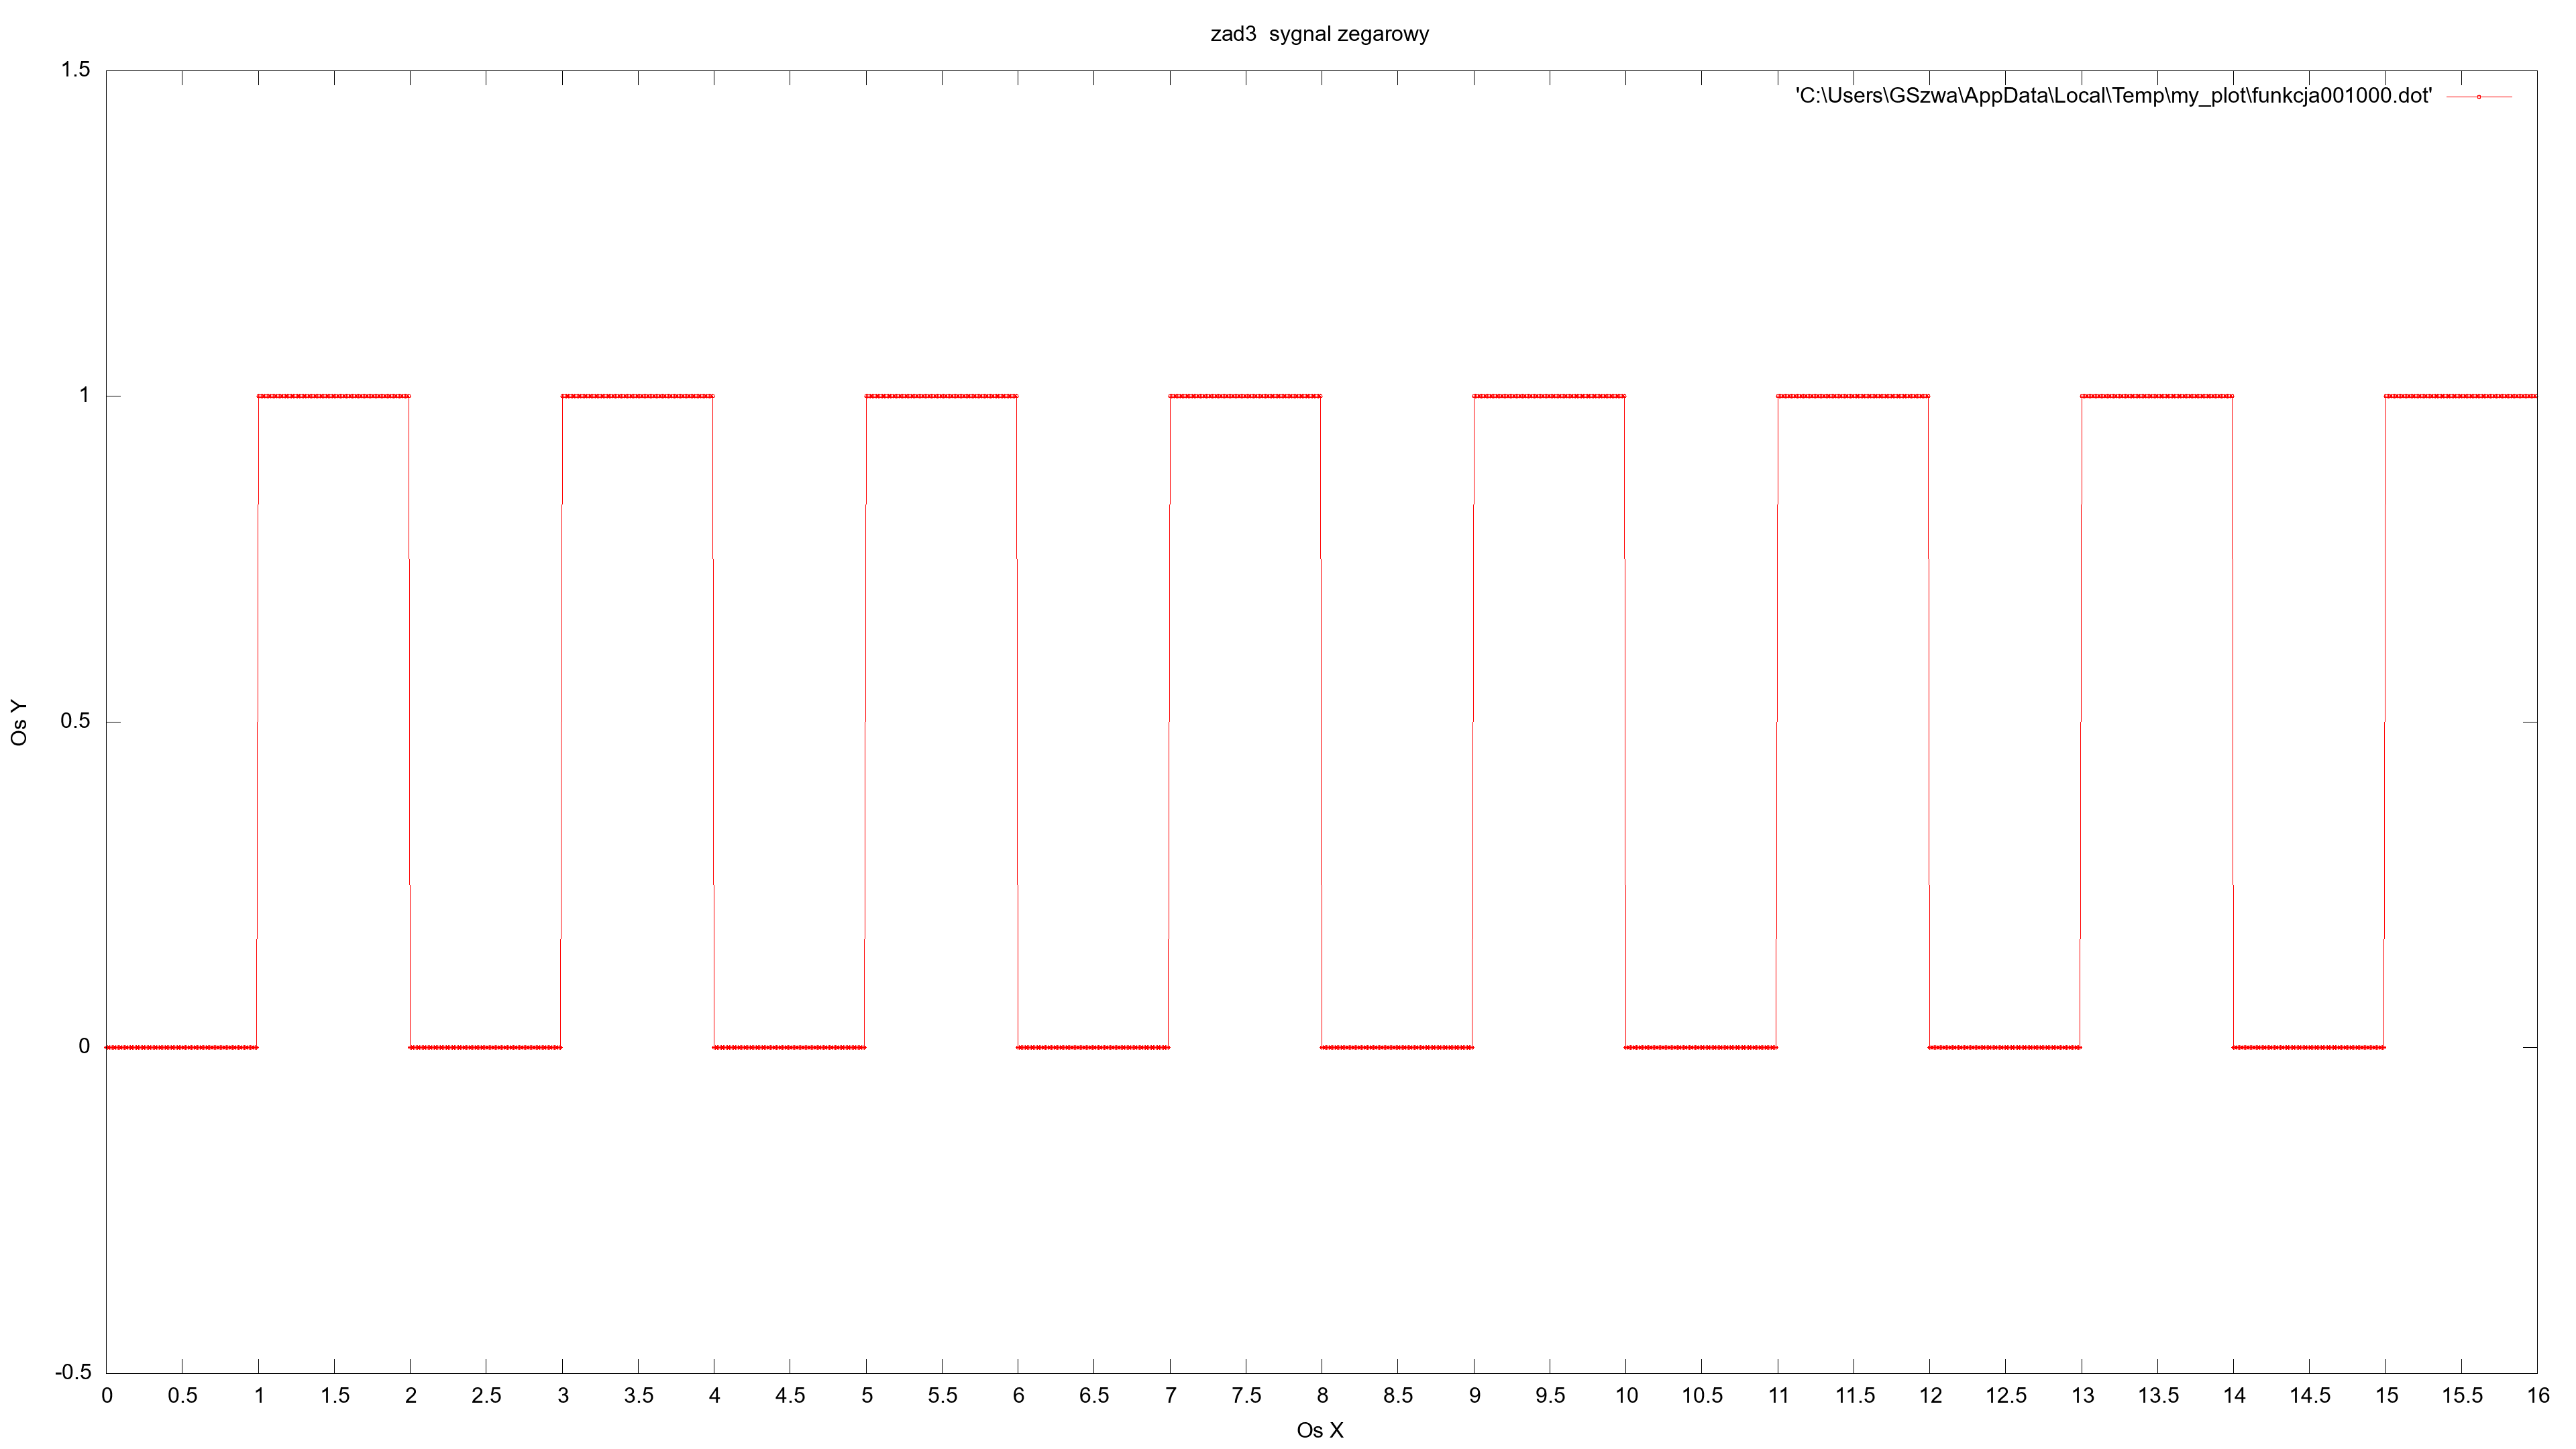 zad3  sygnal zegarowy
'C:\Users\GSzwa\AppData\Local\Temp\my_plot\funkcja001000.dot'
1.5
1
0.5
0
-0.5
Os Y
0 0.5 1 1.5 2 2.5 3 3.5 4 4.5 5 5.5 6 6.5 7 7.5 8 8.5 9 9.5 10 10.5 11 11.5 12 12.5 13 13.5 14 14.5 15 15.5 16
Os X